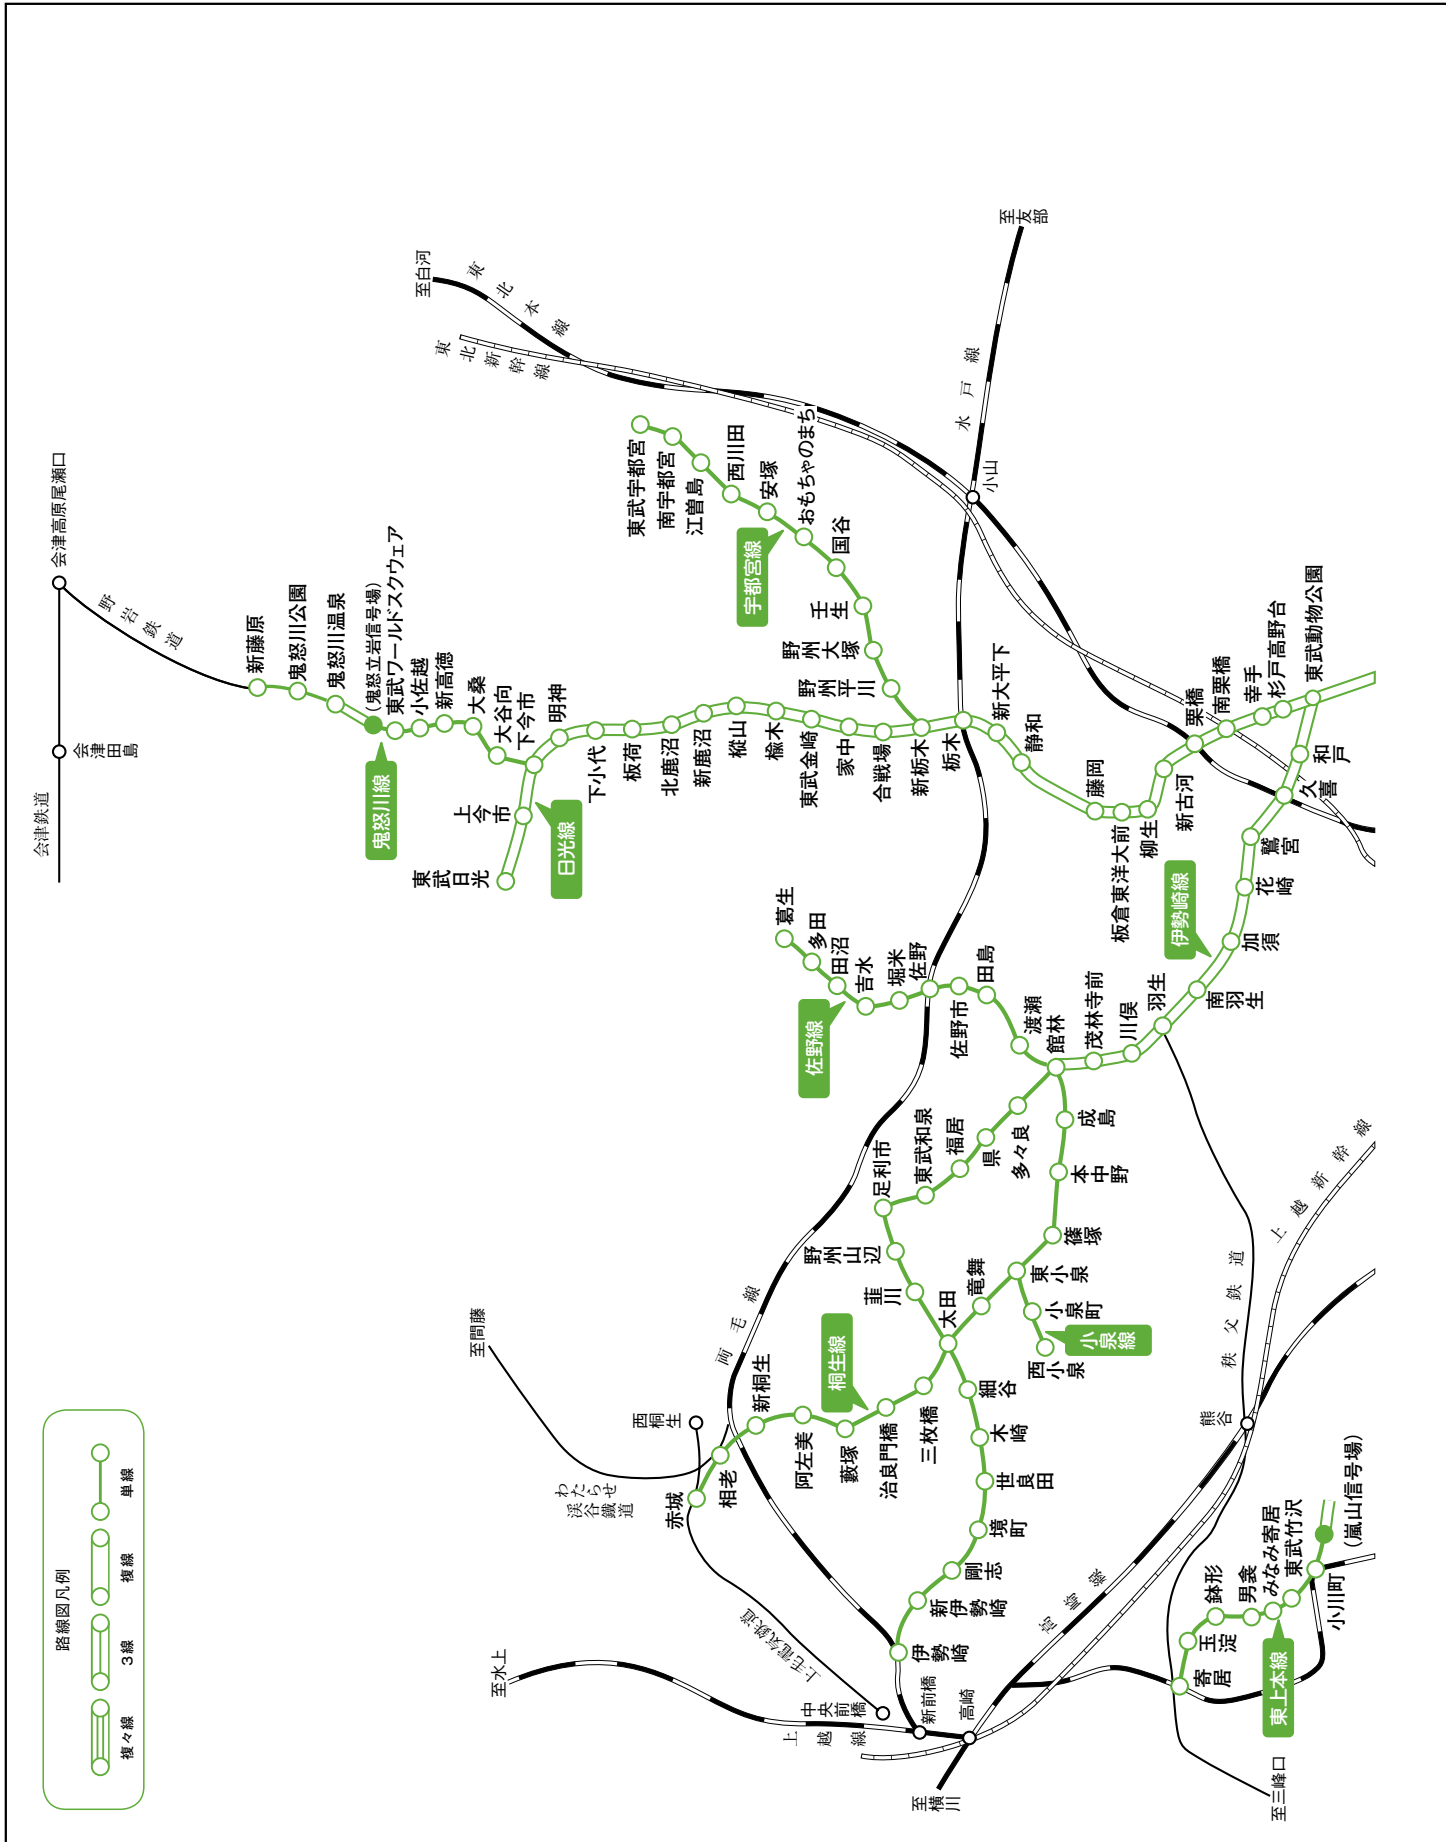 路線図凡例
複々線
3線
複線
単線
会津鉄道
会津田島
会津高原尾瀬口
野岩鉄道
新藤原
鬼怒川公園
鬼怒川温泉
(鬼怒立岩信号場)
東武ワールドスクウェア
小佐越
新高徳
大桑
大谷向
下今市
鬼怒川線
東武日光
上今市
日光線
明神
下小代
板荷
北鹿沼
新鹿沼
樅山
楡木
東武金崎
家中
合戦場
新栃木
栃木
新大平下
静和
藤岡
板倉東洋大前
柳生
新古河
栗橋
南栗橋
幸手
杉戸高野台
東武動物公園
東武宇都宮
南宇都宮
江曽島
西川田
安塚
おもちゃのまち
国谷
壬生
野州大塚
野州平川
宇都宮線
至白河
東北本線
東北新幹線
至友部
水戸線
小山
和戸
久喜
鷲宮
花崎
加須
南羽生
羽生
川俣
茂林寺前
館林
伊勢崎線
葛生
多田
田沼
吉水
堀米
佐野
佐野市
田島
渡瀬
佐野線
多々良
県
福居
東武和泉
足利市
野州山辺
韮川
太田
細谷
木崎
世良田
境町
剛志
新伊勢崎
伊勢崎
成島
本中野
篠塚
東小泉
小泉町
西小泉
小泉線
竜舞
三枚橋
治良門橋
藪塚
阿左美
新桐生
相老
赤城
桐生線
両毛線
至間藤
西桐生
わたらせ
渓谷鐵道
上毛電気鉄道
中央前橋
至水上
上越線
新前橋
高崎
至横川
高崎線
熊谷
秩父鉄道
上越新幹線
至三峰口
寄居
玉淀
鉢形
男衾
みなみ寄居
東武竹沢
小川町
(嵐山信号場)
東上本線